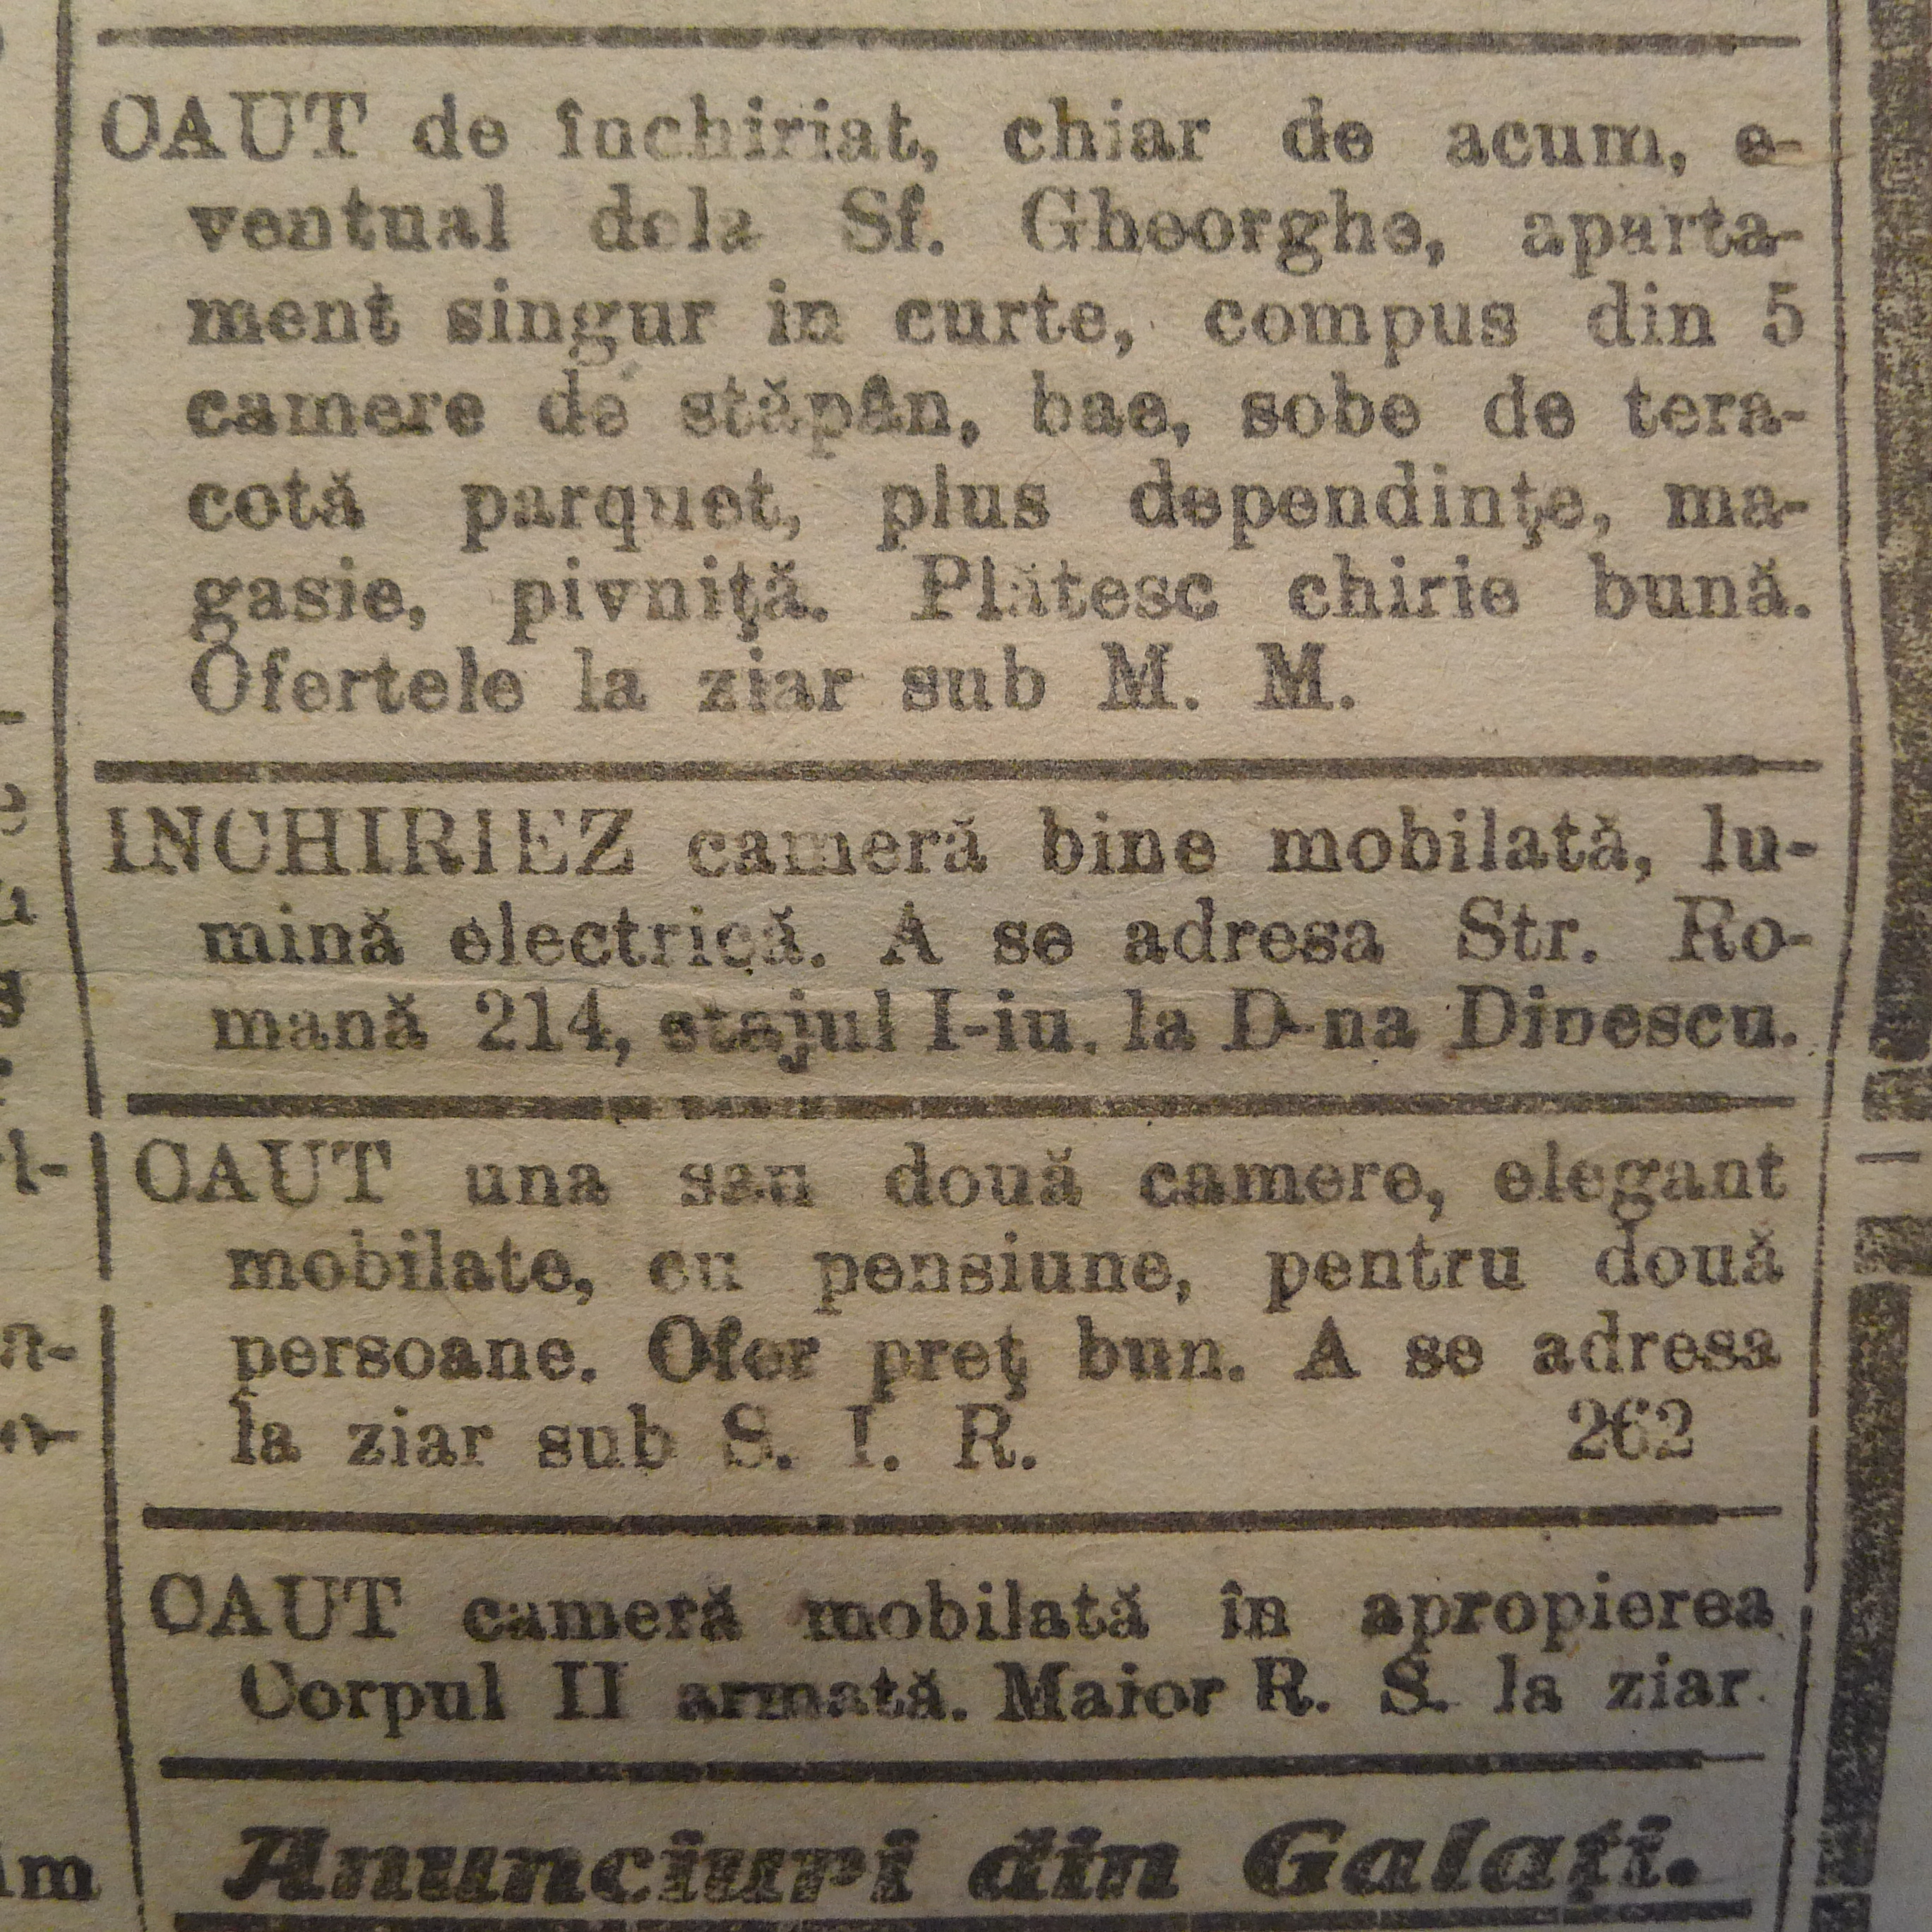 CAUT de închiriat, chiar de acum, e-
ventual dela Sf. Gheorghe, aparta-
ment singur in curte, compus din 5
camere de stăpân, bae, sobe de tera-
cotă parquet, plus dependinţe, ma-
gasie, pivniţă. Plătesc chirie bună.
Ofertele la ziar sub M. M.
INCHIRIEZ cameră bine mobilată, lu-
mină electrică. A se adresa Str. Ro-
mană 214, etajul I-iu. la D-na Dinescu.
CAUT una sau două camere, elegant
mobilate, cu pensiune, pentru două
persoane. Ofer preţ bun. A se adresa
la ziar sub S. I. R. 262
CAUT cameră mobilată în apropierea
Corpul II armată. Maior R. S. la ziar.
Anunciuri din Galaţi.